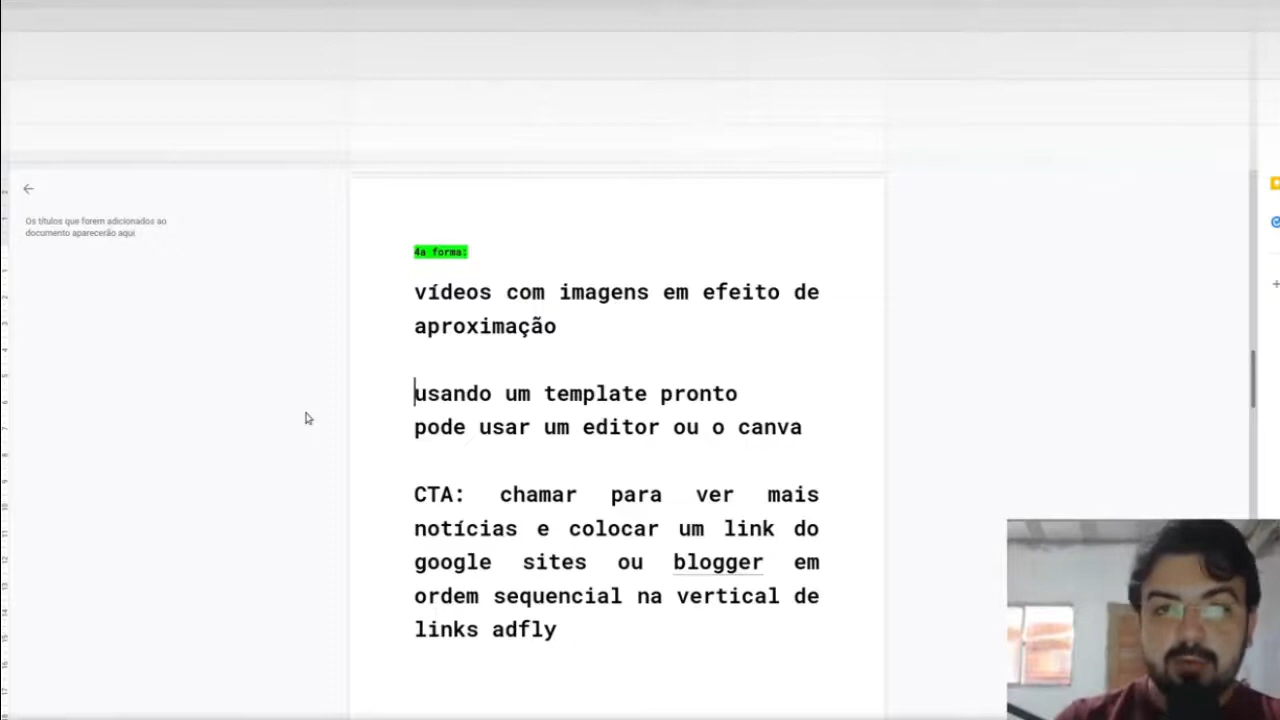 Os títulos que forem adicionados ao
documento aparecerão aqui
4a forma:
vídeos com imagens em efeito de
aproximação
usando um template pronto
pode usar um editor ou o canva
CTA: chamar para ver mais
notícias e colocar um link do
google sites ou blogger em
ordem sequencial na vertical de
links adfly